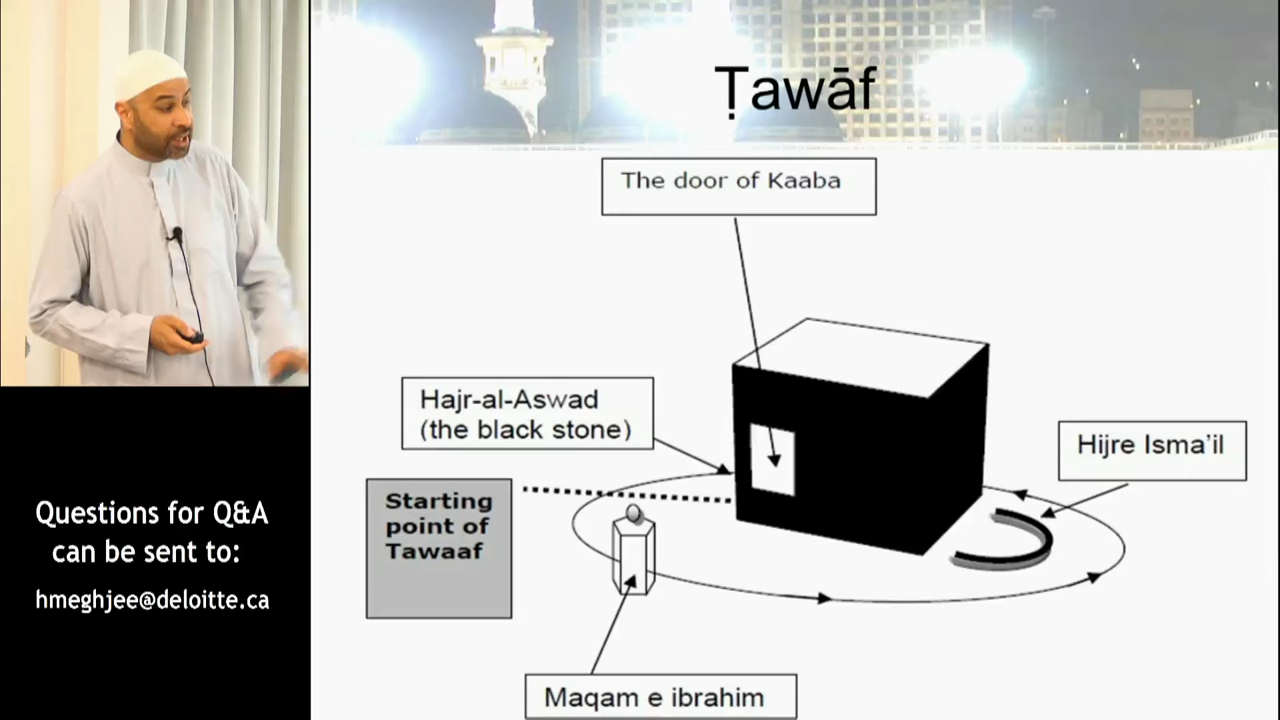 Ṭawāf
The door of Kaaba
Hajr-al-Aswad
(the black stone)
Hijre Isma’il
Starting
point of
Tawaaf
Maqam e ibrahim
Questions for Q&A
can be sent to:
hmeghjee@deloitte.ca